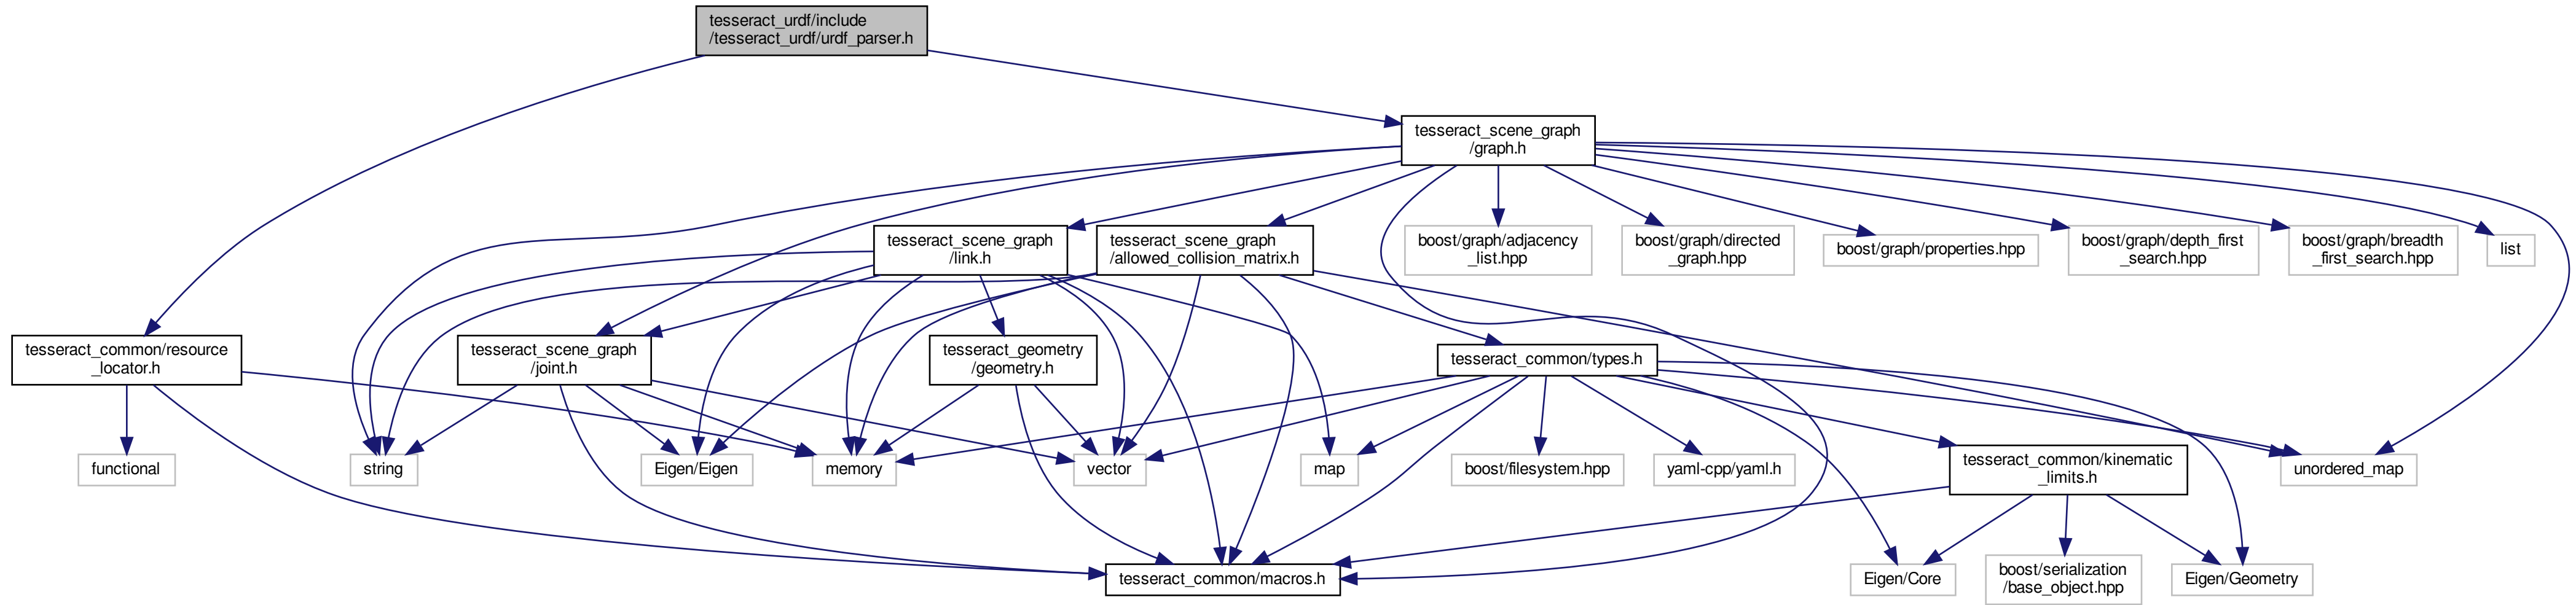 tesseract_urdf/include
/tesseract_urdf/urdf_parser.h
tesseract_scene_graph
/graph.h
tesseract_scene_graph
/link.h
tesseract_scene_graph
/allowed_collision_matrix.h
boost/graph/adjacency
_list.hpp
boost/graph/directed
_graph.hpp
boost/graph/properties.hpp
boost/graph/depth_first
_search.hpp
boost/graph/breadth
_first_search.hpp
list
tesseract_common/resource
_locator.h
tesseract_scene_graph
/joint.h
tesseract_geometry
/geometry.h
tesseract_common/types.h
functional
string
Eigen/Eigen
memory
vector
map
boost/filesystem.hpp
yaml-cpp/yaml.h
tesseract_common/kinematic
_limits.h
unordered_map
tesseract_common/macros.h
Eigen/Core
boost/serialization
/base_object.hpp
Eigen/Geometry